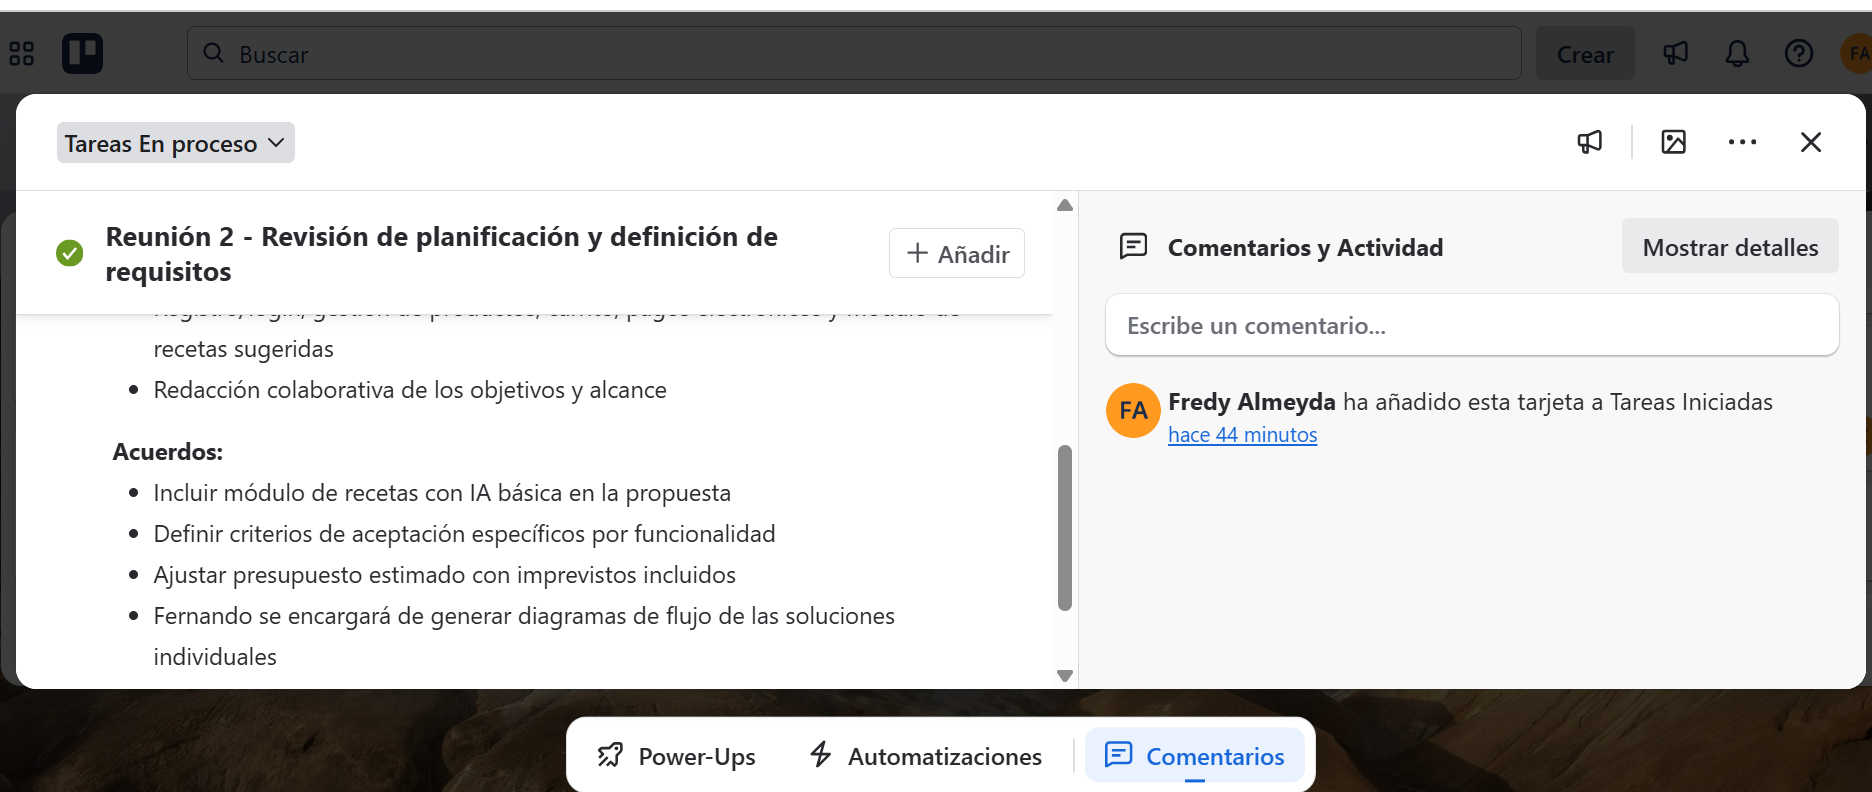 Buscar
Crear
FA
Tareas En proceso
Reunión 2 - Revisión de planificación y definición de
requisitos
Añadir
recetas sugeridas
Redacción colaborativa de los objetivos y alcance
Acuerdos:
Incluir módulo de recetas con IA básica en la propuesta
Definir criterios de aceptación específicos por funcionalidad
Ajustar presupuesto estimado con imprevistos incluidos
Fernando se encargará de generar diagramas de flujo de las soluciones
individuales
Comentarios y Actividad
Mostrar detalles
Escribe un comentario...
FA
Fredy Almeyda ha añadido esta tarjeta a Tareas Iniciadas
hace 44 minutos
Power-Ups
Automatizaciones
Comentarios